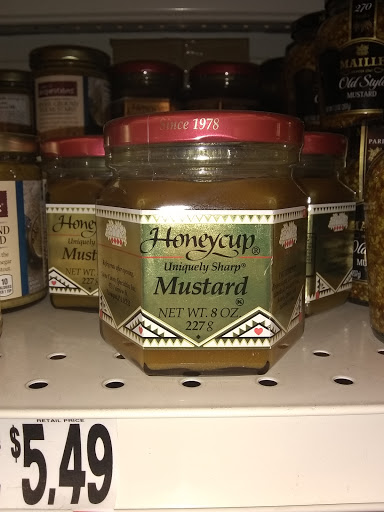 270
MAILLE
Old Style
MUSTARD
Since 1978
Honeycup®
Uniquely Sharp®
Mustard
NET WT. 8 OZ.
227 g
Honey
Uniquely
Must
NET WT
227
RETAIL PRICE
$5.49